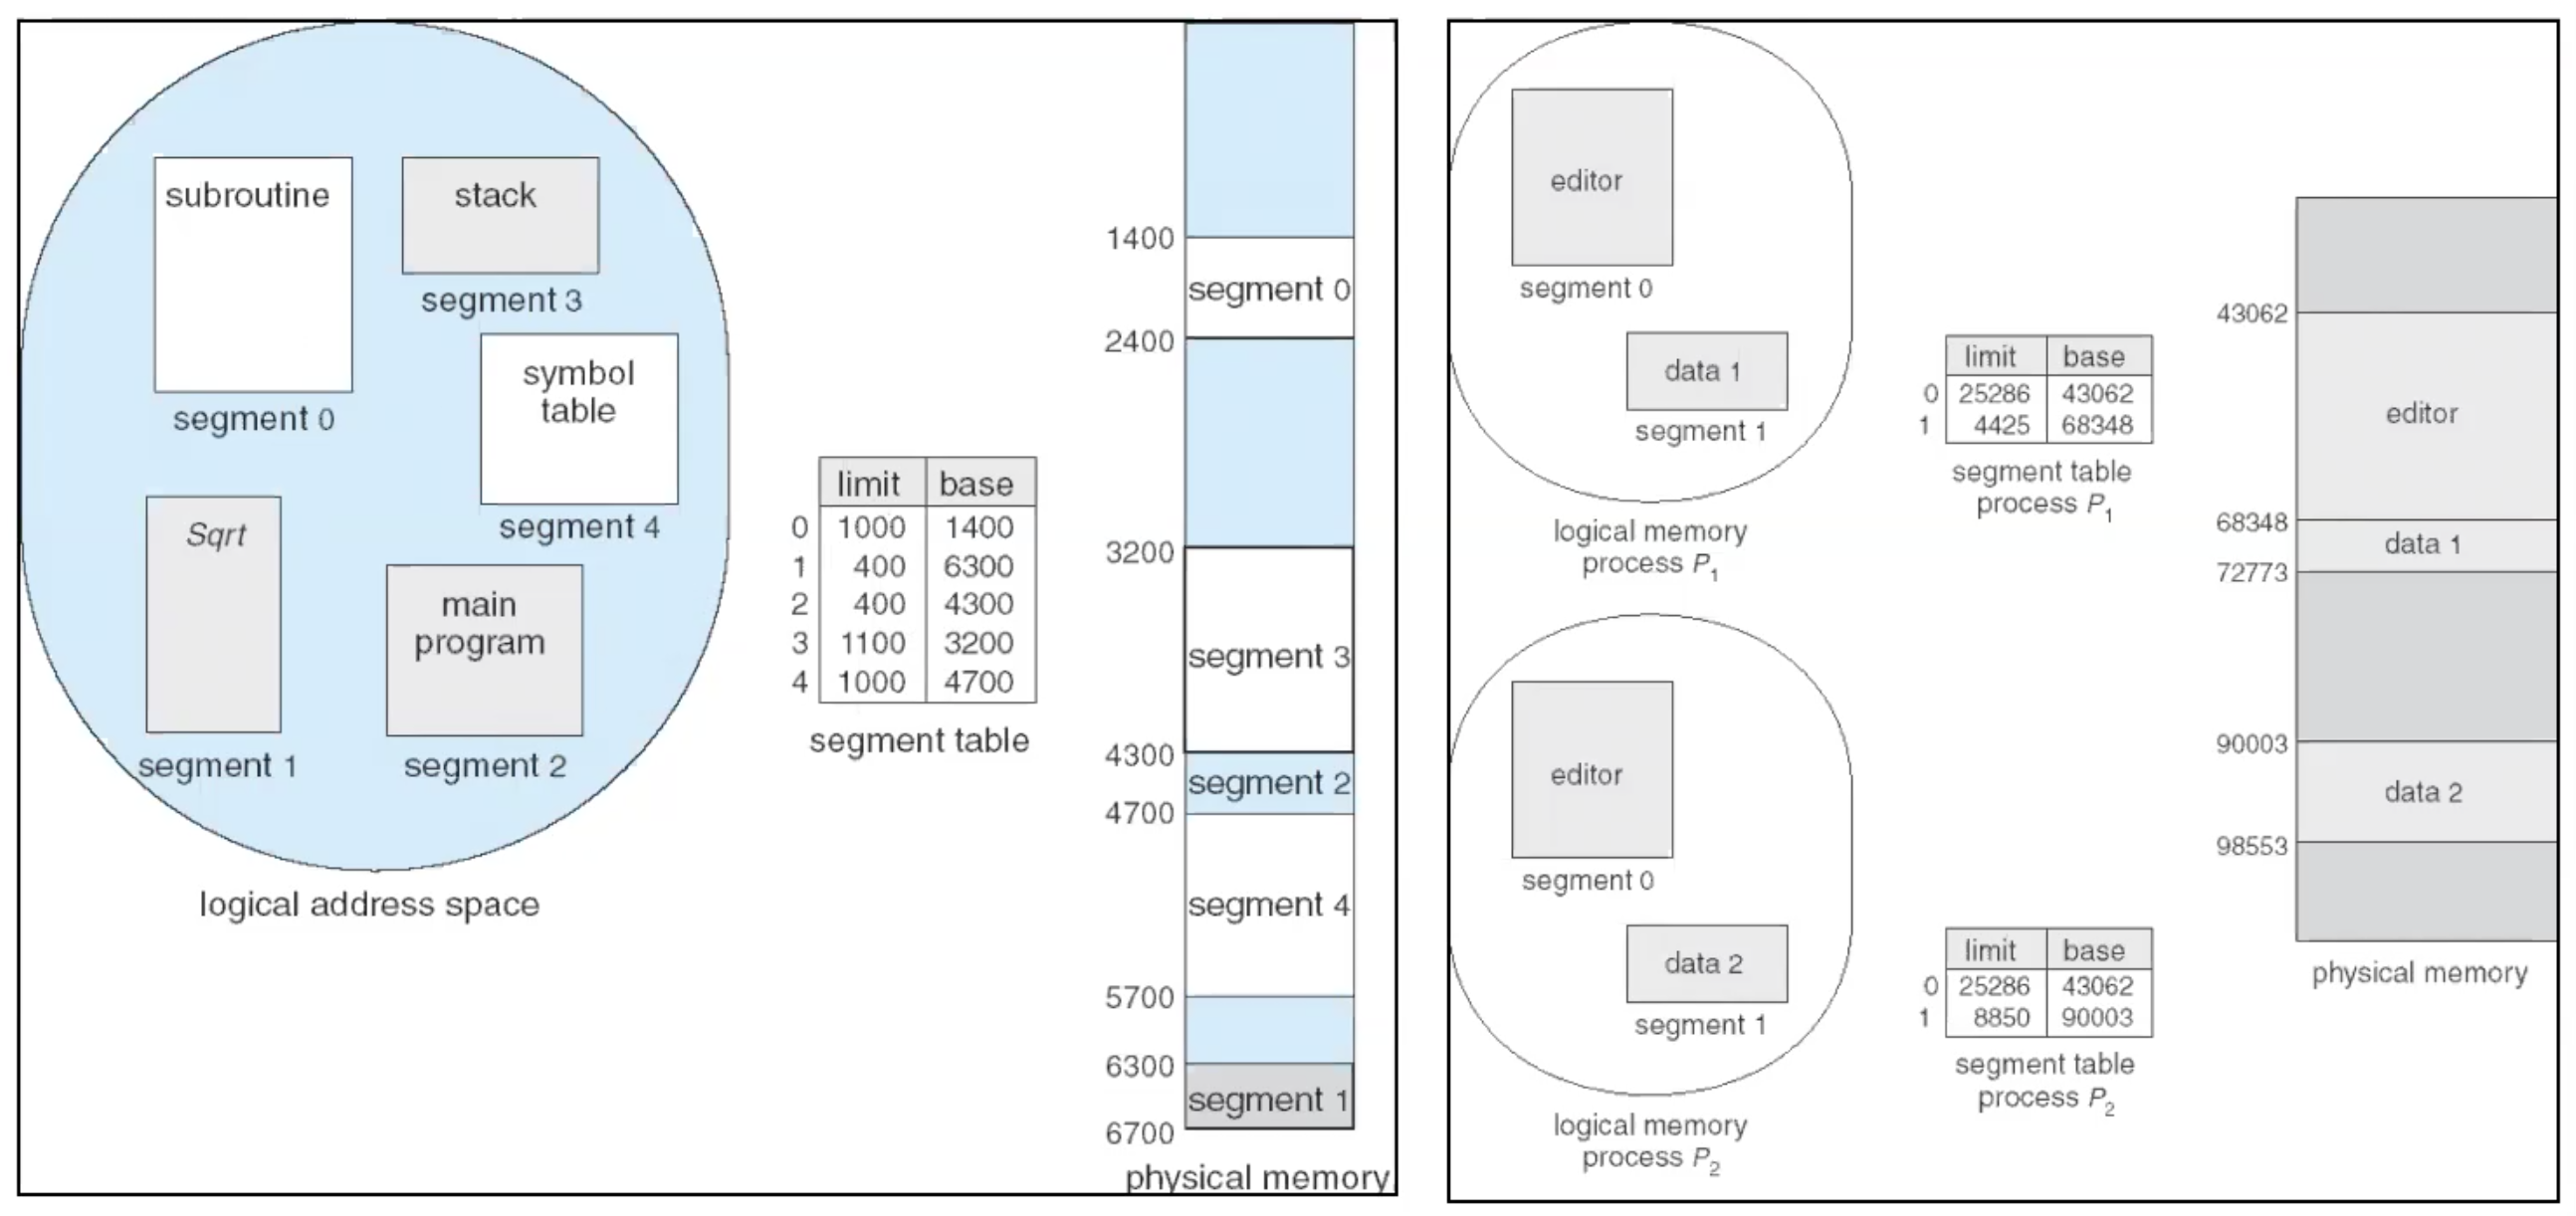 subroutine
segment 0
stack
segment 3
symbol
table
segment 4
Sqrt
segment 1
main
program
segment 2
logical address space
limit base
0 1000 1400
1 400 6300
2 400 4300
3 1100 3200
4 1000 4700
segment table
1400
segment 0
2400
3200
segment 3
4300
segment 2
4700
segment 4
5700
6300
segment 1
6700
physical memory
editor
segment 0
data 1
segment 1
logical memory
process P1
limit base
0 25286 43062
1 4425 68348
segment table
process P1
editor
segment 0
data 2
segment 1
logical memory
process P2
limit base
0 25286 43062
1 8850 90003
segment table
process P2
43062
editor
68348
data 1
72773
90003
data 2
98553
physical memory